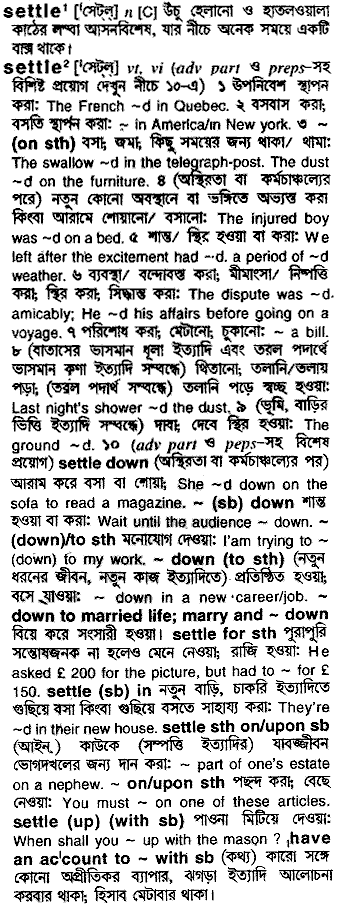 settle¹ [ˈসেট্‌ল্] n [C] উঁচু হেলানো ও হাতলওয়ালা
কাঠের লম্বা আসনবিশেষ, যার নীচে অনেক সময়ে একটি
বাক্স থাকে।
settle² [ˈসেট্‌ল্] vt, vi (adv part ও preps-সহ
বিশিষ্ট প্রয়োগ দেখুন নীচে ১০-এ) ১ উপনিবেশ স্থাপন
করা: The French ~d in Quebec. ২ বসবাস করা;
বসতি স্থাপন করা: ~ in America/in New york. ৩ ~
(on sth) বসা; জমা; কিছু সময়ের জন্য থাকা/ থামা:
The swallow ~d in the telegraph-post. The dust
~d on the furniture. ৪ (অস্থিরতা বা কর্মচাঞ্চল্যের
পরে) নতুন কোনো অবস্থানে বা ভঙ্গিতে অভ্যস্ত করা
কিংবা আরামে শোয়ানো/ বসানো: The injured boy
was ~d on a bed. ৫ শান্ত/ স্থির হওয়া বা করা: We
left after the excitement had ~d. a period of ~d
weather. ৬ ব্যবস্থা/ বন্দোবস্ত করা; মীমাংসা/ নিষ্পত্তি
করা; স্থির করা; সিদ্ধান্ত করা: The dispute was ~d
amicably; He ~d his affairs before going on a
voyage. ৭ পরিশোধ করা; মেটানো; চুকানো: ~ a bill.
৮ (বাতাসের ভাসমান ধূলা ইত্যাদি এবং তরল পদার্থে
ভাসমান কণা ইত্যাদি সম্বন্ধে) থিতানো; তলানি/তলায়
পড়া; (তরল পদার্থ সম্বন্ধে) তলানি পড়ে স্বচ্ছ হওয়া:
Last night's shower ~d the dust. ৯ (ভূমি, বাড়ির
ভিত্তি ইত্যাদি সম্বন্ধে) দাবা; দেবে স্থির হওয়া: The
ground ~d. ১০ (adv part ও peps-সহ বিশেষ
প্রয়োগ) settle down (অস্থিরতা বা কর্মচাঞ্চল্যের পর)
আরাম করে বসা বা শোয়া; She ~d down on the
sofa to read a magazine. ~ (sb) down শান্ত
হওয়া বা করা: Wait until the audience ~ down. ~
(down)/to sth মনোযোগ দেওয়া: I'am trying to ~
(down) to my work. ~ down (to sth) (নতুন
ধরনের জীবন, নতুন কাজ ইত্যাদিতে) প্রতিষ্ঠিত হওয়া;
বসে যাওয়া: ~ down in a new career/job. ~
down to married life; marry and ~ down
বিয়ে করে সংসারী হওয়া। settle for sth পুরাপুরি
সন্তোষজনক না হলেও মেনে নেওয়া; রাজি হওয়া: He
asked £ 200 for the picture, but had to ~ for £
150. settle (sb) in নতুন বাড়ি, চাকরি ইত্যাদিতে
গুছিয়ে বসা কিংবা গুছিয়ে বসতে সাহায্য করা: They're
~d in their new house. settle sth on/upon sb
(আইন.) কাউকে (সম্পত্তি ইত্যাদির) যাবজ্জীবন
ভোগদখলের জন্য দান করা: ~ part of one's estate
on a nephew. ~ on/upon sth পছন্দ করা; বেছে
নেওয়া: You must ~ on one of these articles.
settle (up) (with sb) পাওনা মিটিয়ে দেওয়া:
When shall you ~ up with the mason ? ˌhave
an acˈcount to ~ with sb (কথ্য) কারো সঙ্গে
কোনো অপ্রীতিকর ব্যাপার, ঝগড়া ইত্যাদি আলোচনা
করবার থাকা; হিসাব মেটাবার থাকা।